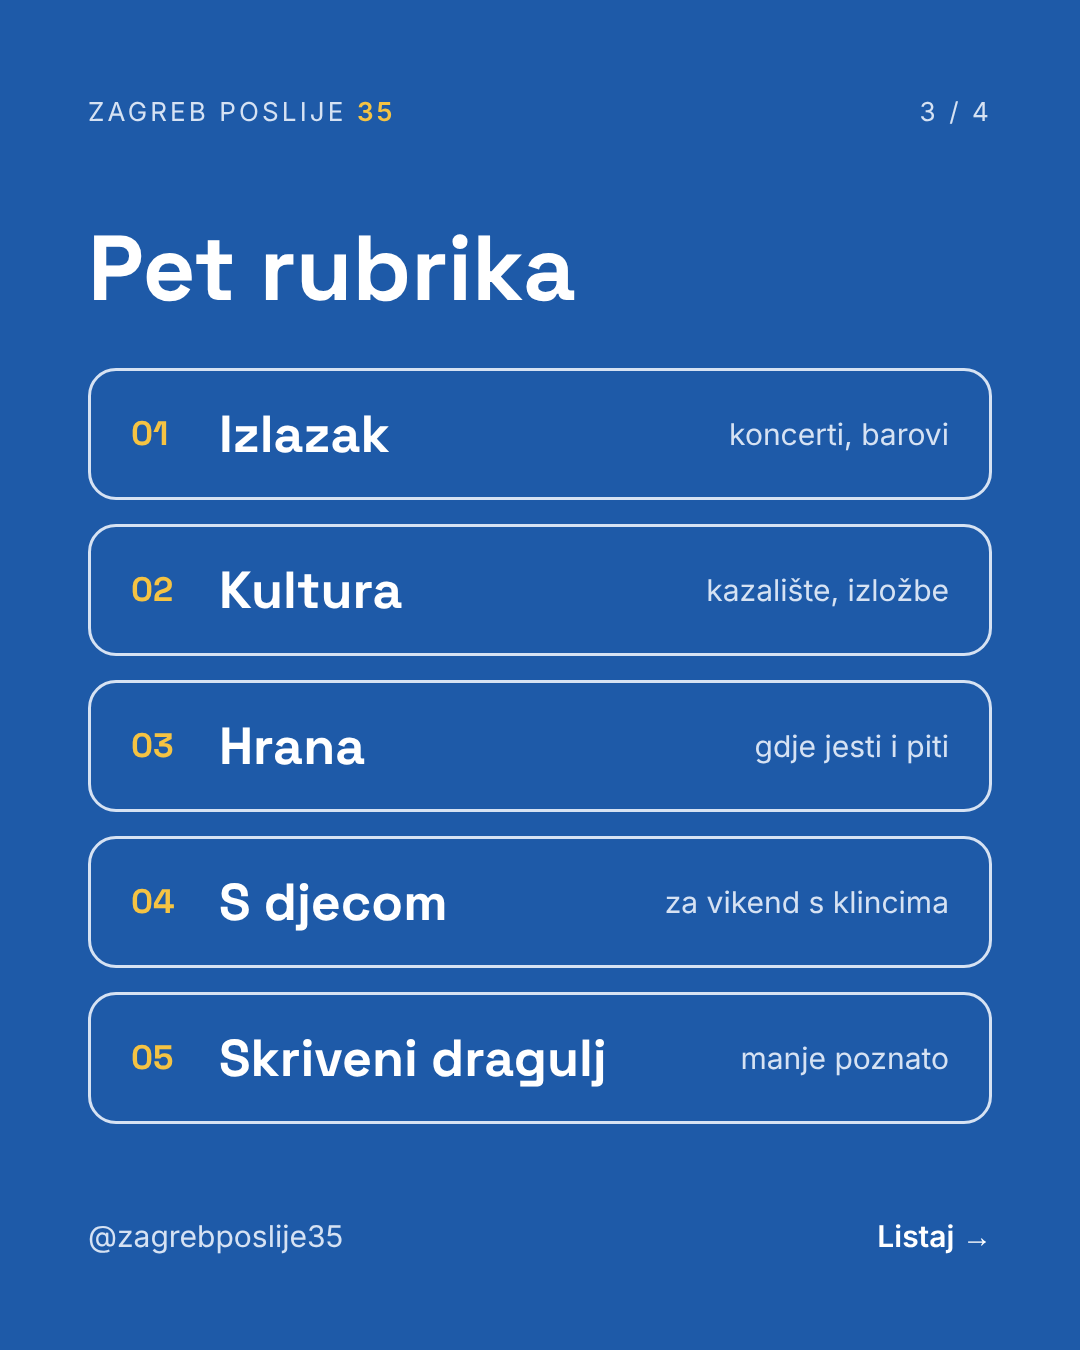 ZAGREB POSLIJE 35
3 / 4
Pet rubrika
01 Izlazak koncerti, barovi
02 Kultura kazalište, izložbe
03 Hrana gdje jesti i piti
04 S djecom za vikend s klincima
05 Skriveni dragulj manje poznato
@zagrebposlije35
Listaj →